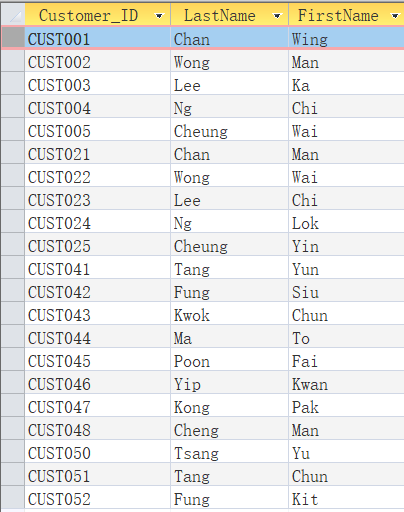 Customer_ID LastName FirstName
CUST001 Chan Wing
CUST002 Wong Man
CUST003 Lee Ka
CUST004 Ng Chi
CUST005 Cheung Wai
CUST021 Chan Man
CUST022 Wong Wai
CUST023 Lee Chi
CUST024 Ng Lok
CUST025 Cheung Yin
CUST041 Tang Yun
CUST042 Fung Siu
CUST043 Kwok Chun
CUST044 Ma To
CUST045 Poon Fai
CUST046 Yip Kwan
CUST047 Kong Pak
CUST048 Cheng Man
CUST050 Tsang Yu
CUST051 Tang Chun
CUST052 Fung Kit